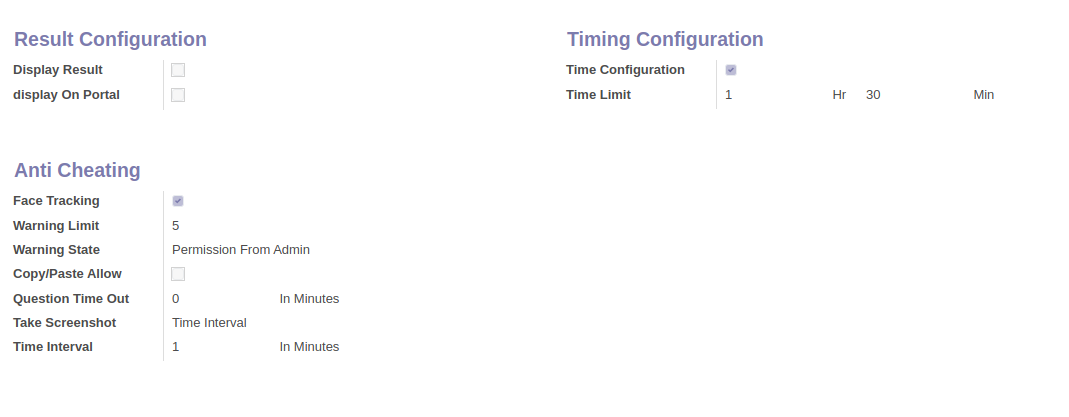 Result Configuration
Display Result
display On Portal
Timing Configuration
Time Configuration
Time Limit 1 Hr 30 Min
Anti Cheating
Face Tracking
Warning Limit 5
Warning State Permission From Admin
Copy/Paste Allow
Question Time Out 0 In Minutes
Take Screenshot Time Interval
Time Interval 1 In Minutes